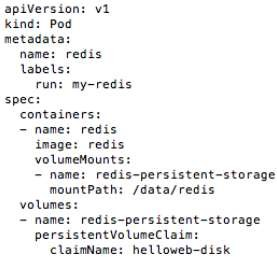 apiVersion: v1
kind: Pod
metadata:
  name: redis
  labels:
    run: my-redis
spec:
  containers:
  - name: redis
    image: redis
    volumeMounts:
    - name: redis-persistent-storage
      mountPath: /data/redis
  volumes:
  - name: redis-persistent-storage
    persistentVolumeClaim:
      claimName: helloweb-disk